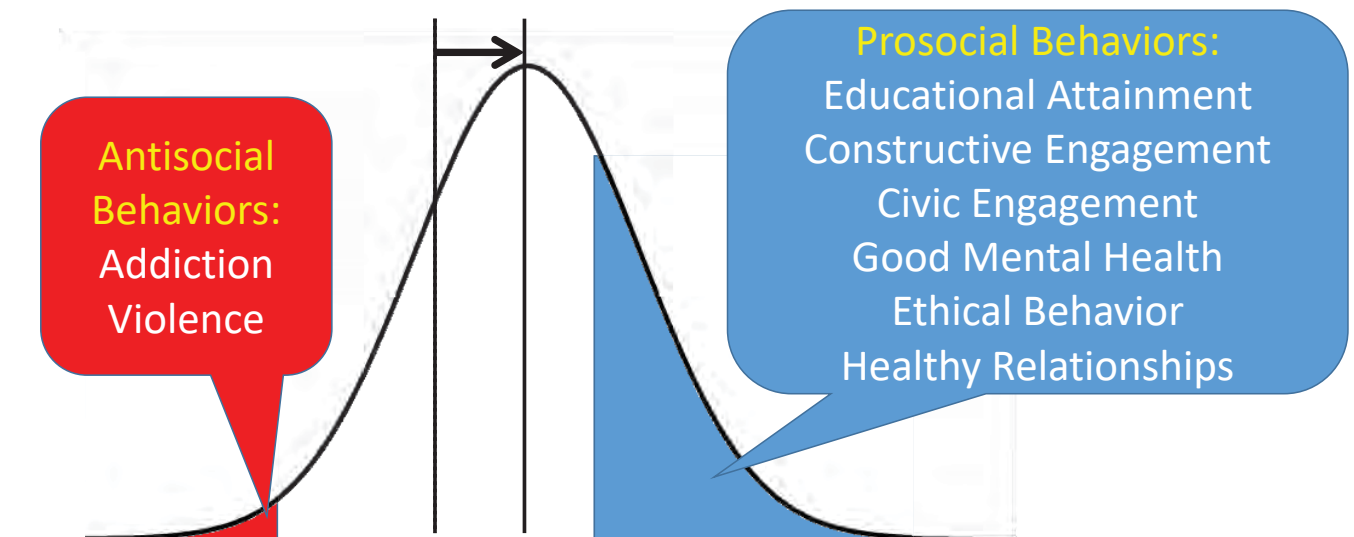 Antisocial
Behaviors:
Addiction
Violence
Prosocial Behaviors:
Educational Attainment
Constructive Engagement
Civic Engagement
Good Mental Health
Ethical Behavior
Healthy Relationships